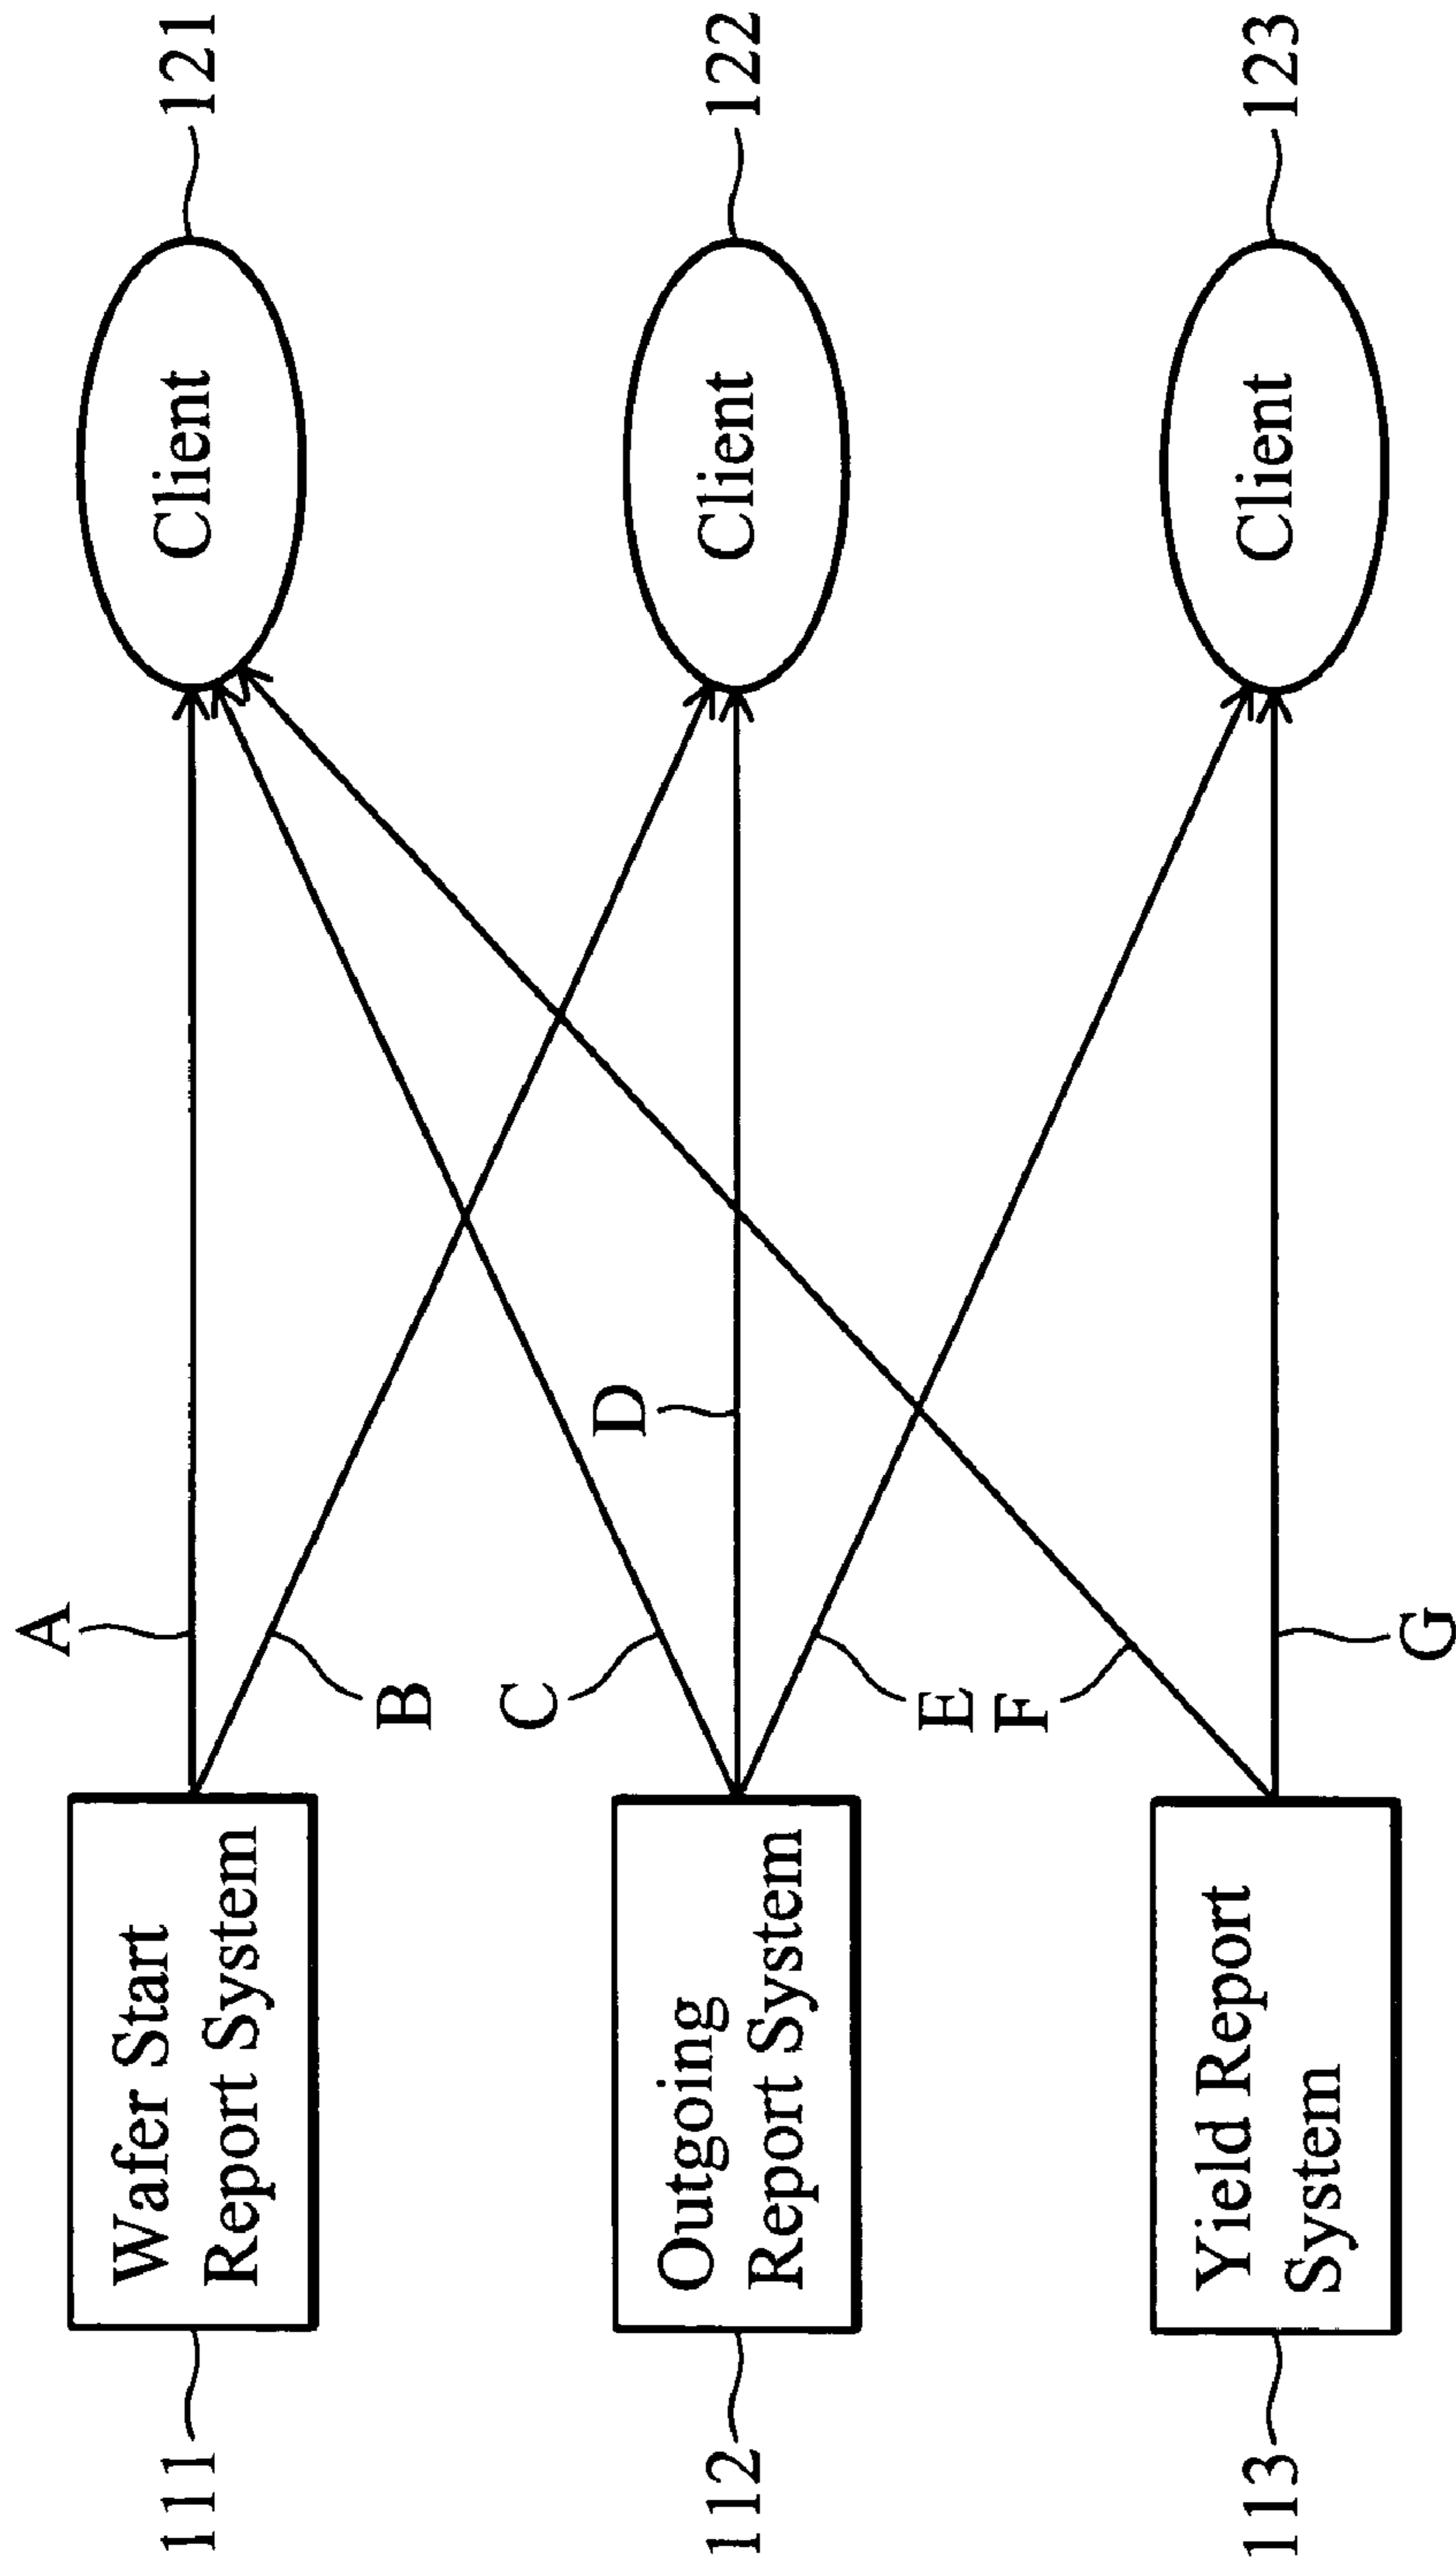 111
Wafer Start
Report System
A
B
Client
121
112
Outgoing
Report System
C
D
E
Client
122
113
Yield Report
System
F
G
Client
123